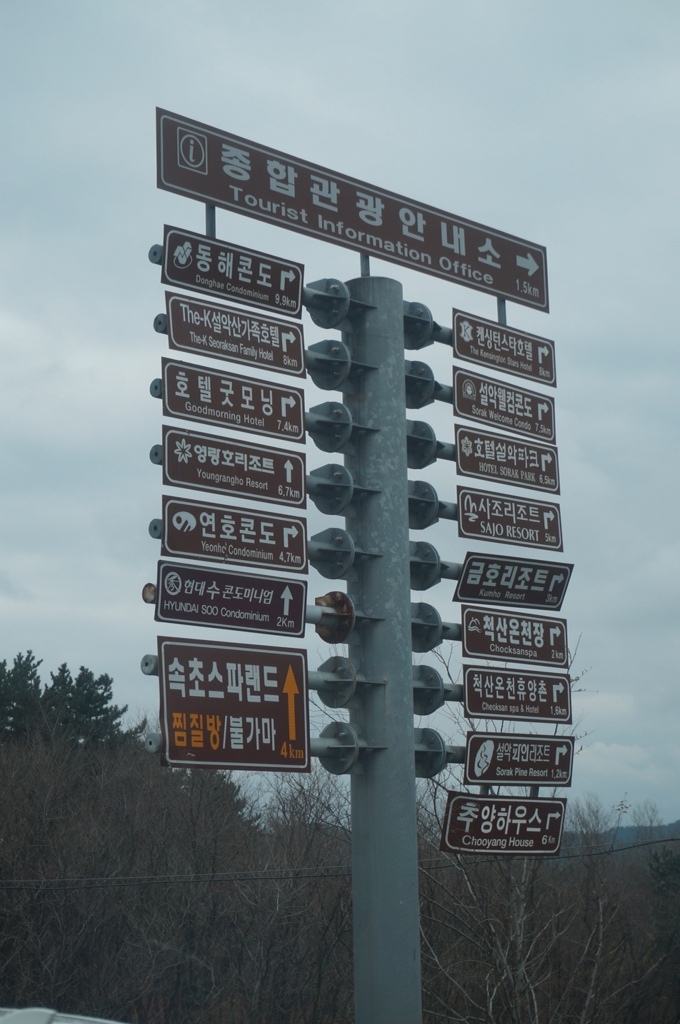 i 종합관광안내소
Tourist Information Office 1.5km
동해콘도
Donghae Condominium 9.9km
The-K설악산가족호텔
The-K Seoraksan Family Hotel 8km
호텔굿모닝
Goodmorning Hotel 7.4km
영랑호리조트
Youngrangho Resort 6.7km
연호콘도
Yeonho Condominium 4.7km
현대수콘도미니엄
HYUNDAI SOO Condominium 2Km
속초스파랜드
찜질방/불가마
4km
K 켄싱턴스타호텔
The Kensington Stars Hotel 8km
설악웰컴콘도
Sorak Welcome Condo 7.5km
호텔설악파크
HOTEL SORAK PARK 6.5km
사조리조트
SAJO RESORT 5km
금호리조트
Kumho Resort 3km
척산온천장
Chocksanspa 2km
척산온천휴양촌
Cheoksan spa & Hotel 1.6km
설악파인리조트
Sorak Pine Resort 1.2km
추양하우스
Chooyang House 6Km